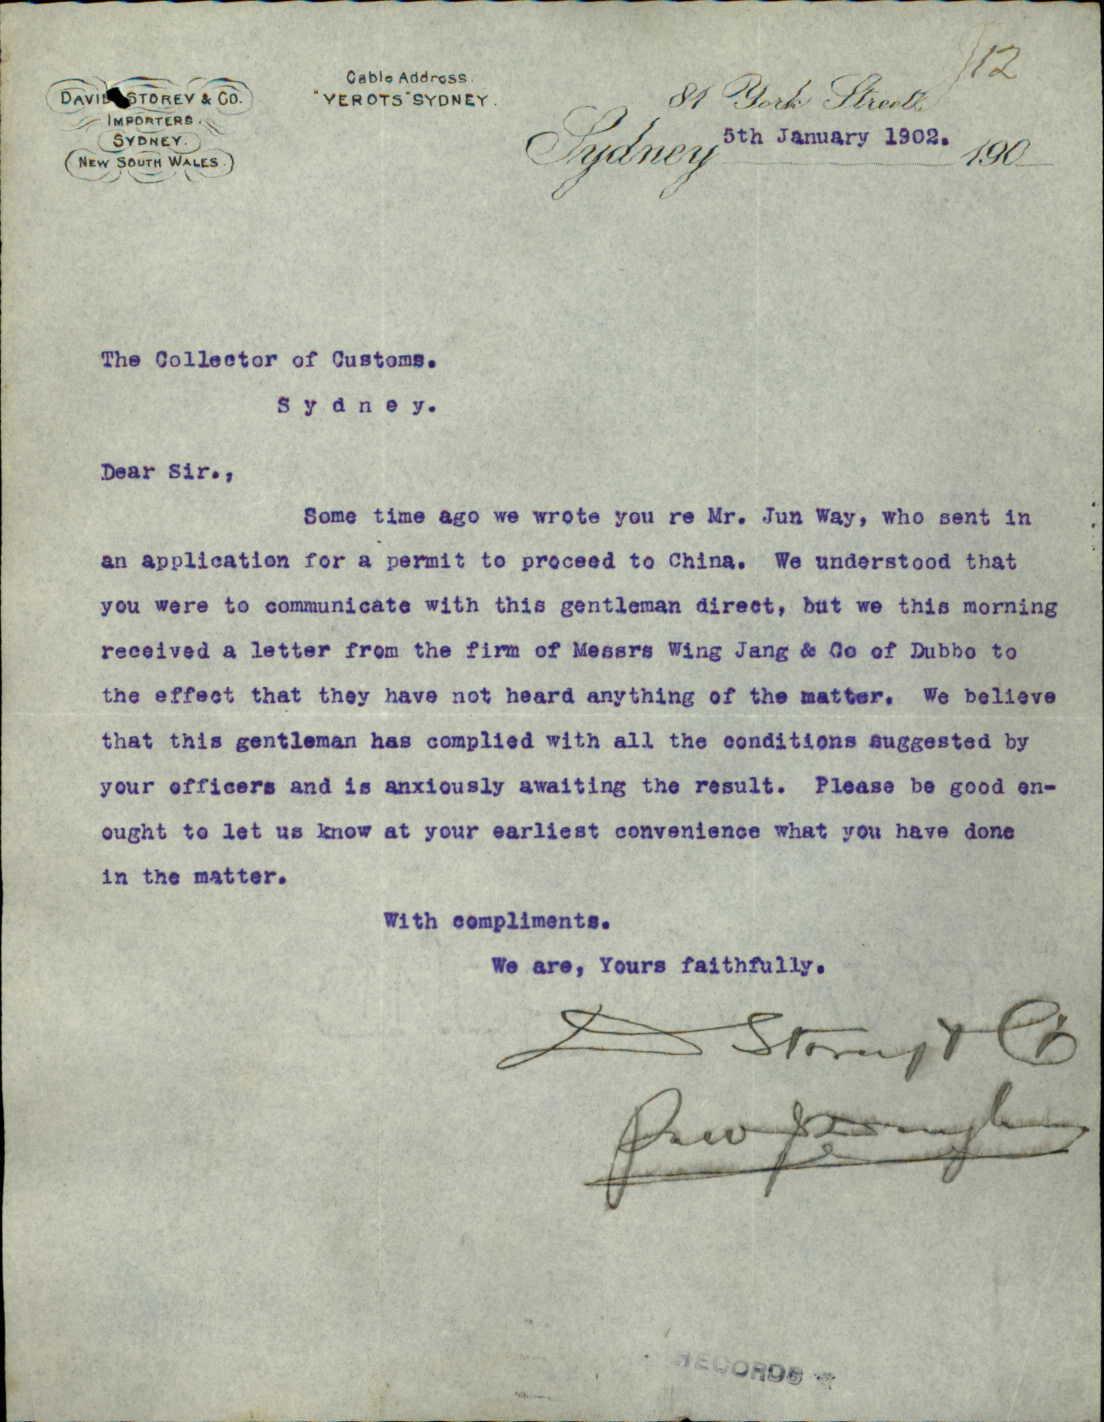 DAVID STOREY & CO.
IMPORTERS.
SYDNEY.
(NEW SOUTH WALES.)
Cable Address.
"YEROTS" SYDNEY.
112
81 York Street,
Sydney 5th January 1902. 190
The Collector of Customs.
S y d n e y.
Dear Sir.,
Some time ago we wrote you re Mr. Jun Way, who sent in
an application for a permit to proceed to China. We understood that
you were to communicate with this gentleman direct, but we this morning
received a letter from the firm of Messrs Wing Jang & Co of Dubbo to
the effect that they have not heard anything of the matter. We believe
that this gentleman has complied with all the conditions suggested by
your officers and is anxiously awaiting the result. Please be good en-
ought to let us know at your earliest convenience what you have done
in the matter.
With compliments.
We are, Yours faithfully.
D Storey & Co
RECORDS